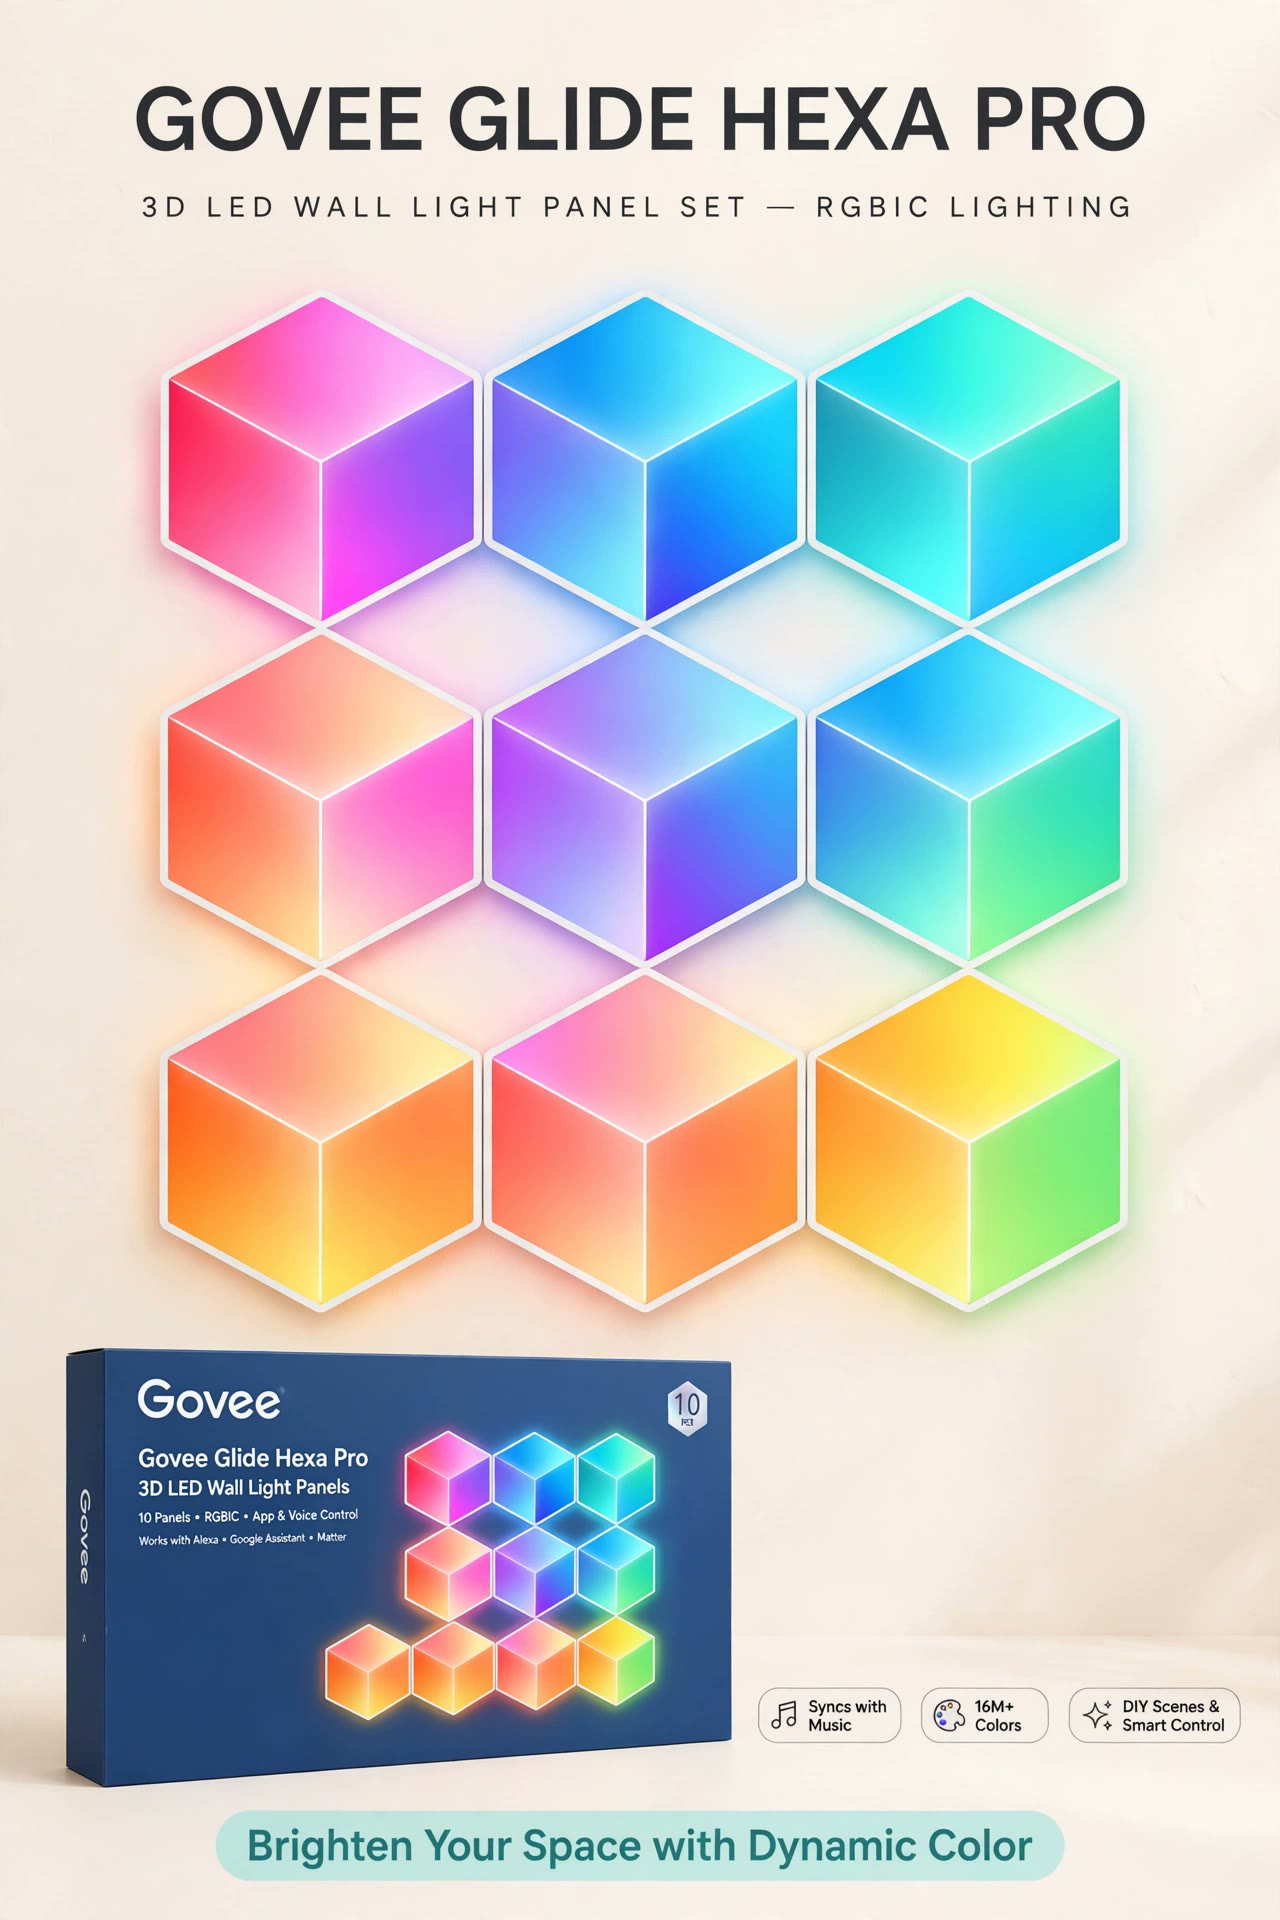 GOVEE GLIDE HEXA PRO
3D LED WALL LIGHT PANEL SET — RGBIC LIGHTING
Govee
10
Govee Glide Hexa Pro
3D LED Wall Light Panels
10 Panels • RGBIC • App & Voice Control
Works with Alexa • Google Assistant • Matter
Govee
Syncs with
Music
16M+
Colors
DIY Scenes &
Smart Control
Brighten Your Space with Dynamic Color